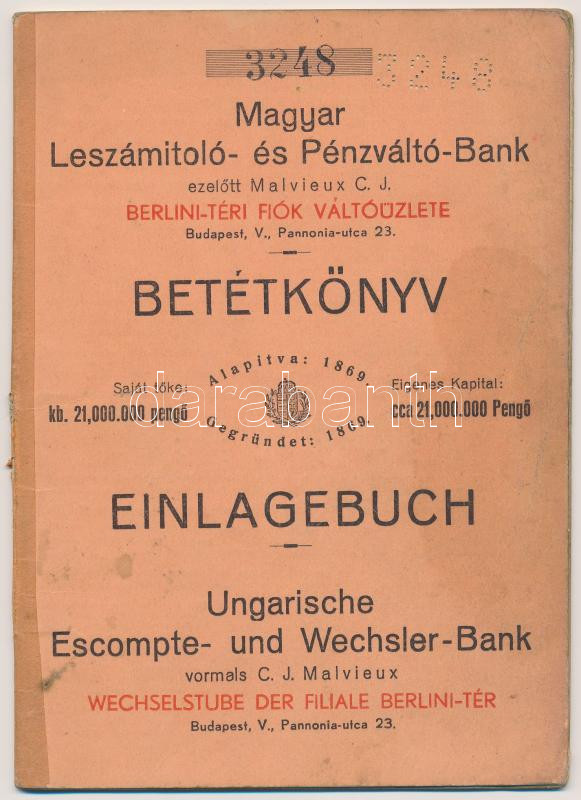 3248 3248
Magyar
Leszámitoló- és Pénzváltó-Bank
ezelőtt Malvieux C. J.
BERLINI-TÉRI FIÓK VÁLTÓÜZLETE
Budapest, V., Pannonia-utca 23.
BETÉTKÖNYV
Alapitva: 1869.
Saját tőke:
kb. 21,000.000 pengő
Eigenes Kapital:
cca 21,000.000 Pengő
darabanth
Gegründet: 1869.
EINLAGEBUCH
Ungarische
Escompte- und Wechsler-Bank
vormals C. J. Malvieux
WECHSELSTUBE DER FILIALE BERLINI-TÉR
Budapest, V., Pannonia-utca 23.